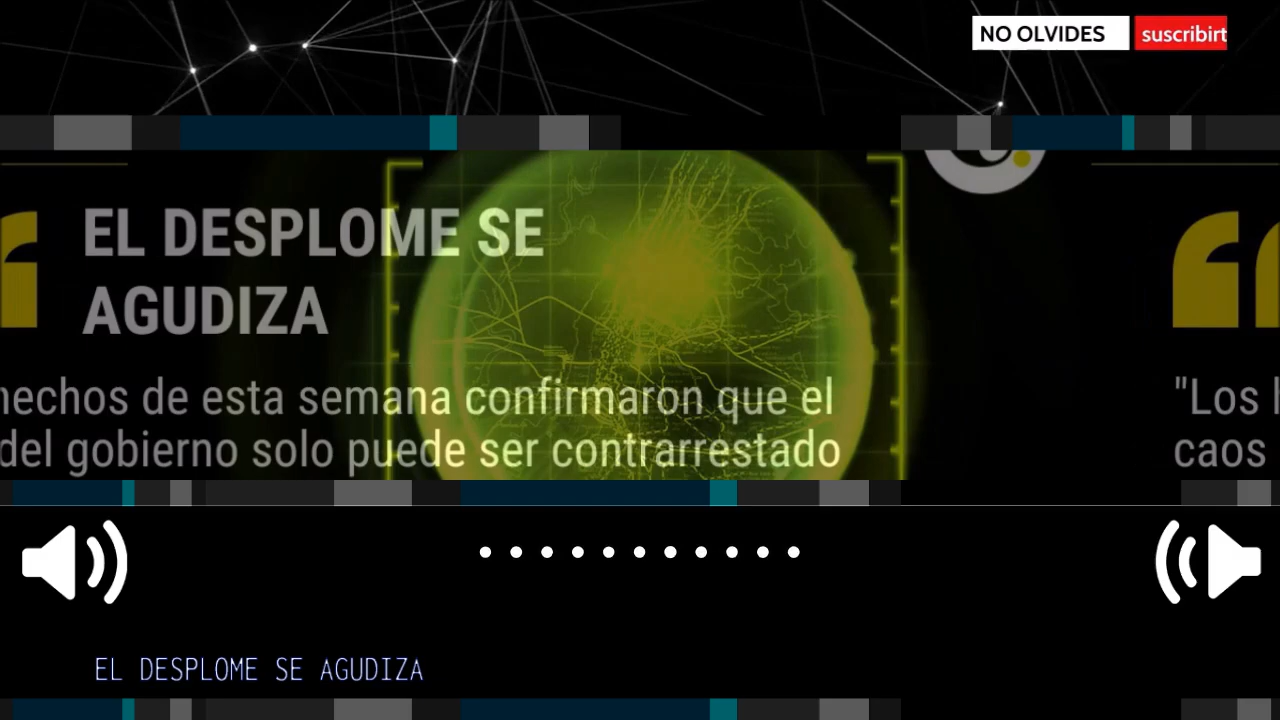 NO OLVIDES
suscribirt
EL DESPLOME SE
AGUDIZA
hechos de esta semana confirmaron que el
del gobierno solo puede ser contrarrestado
"Los
caos
EL DESPLOME SE AGUDIZA